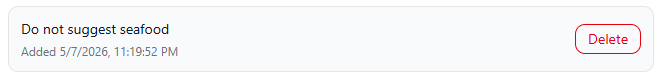 Do not suggest seafood
Added 5/7/2026, 11:19:52 PM
Delete